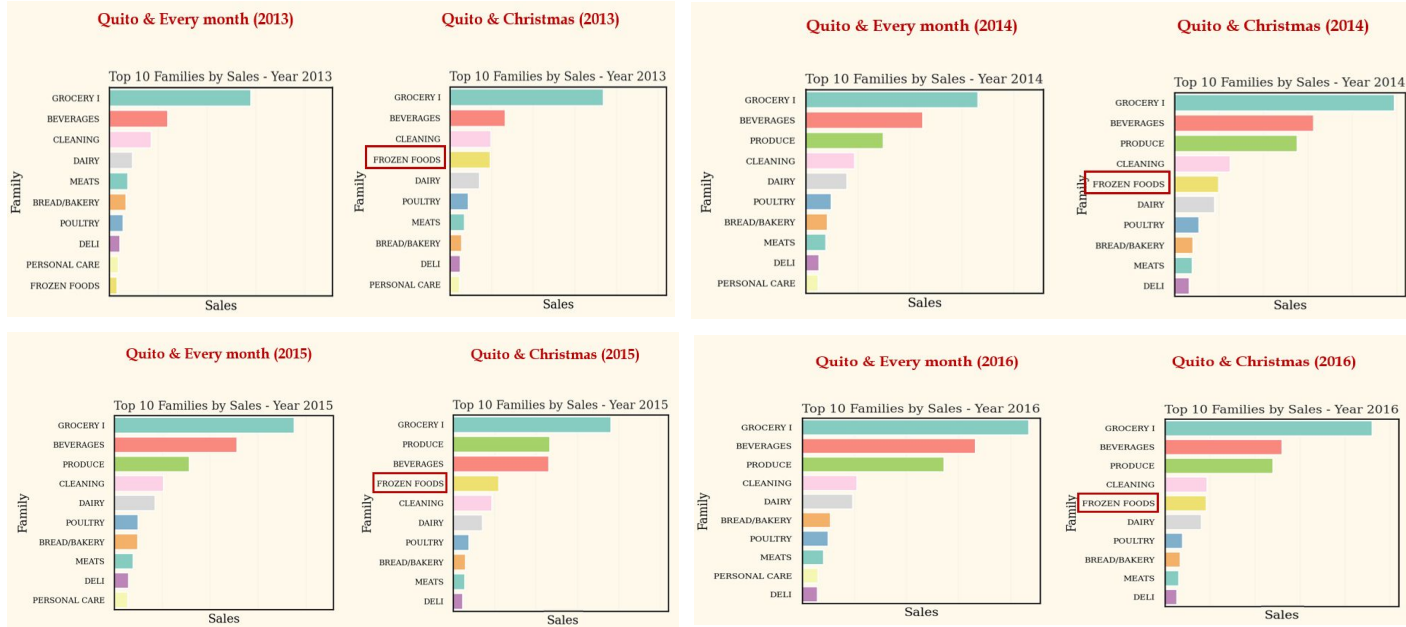 Quito & Every month (2013)
Top 10 Families by Sales - Year 2013
Family
GROCERY I
BEVERAGES
CLEANING
DAIRY
MEATS
BREAD/BAKERY
POULTRY
DELI
PERSONAL CARE
FROZEN FOODS
Sales
Quito & Christmas (2013)
Top 10 Families by Sales - Year 2013
Family
GROCERY I
BEVERAGES
CLEANING
FROZEN FOODS
DAIRY
POULTRY
MEATS
BREAD/BAKERY
DELI
PERSONAL CARE
Sales
Quito & Every month (2014)
Top 10 Families by Sales - Year 2014
Family
GROCERY I
BEVERAGES
PRODUCE
CLEANING
DAIRY
POULTRY
BREAD/BAKERY
MEATS
DELI
PERSONAL CARE
Sales
Quito & Christmas (2014)
Top 10 Families by Sales - Year 2014
Family
GROCERY I
BEVERAGES
PRODUCE
CLEANING
FROZEN FOODS
DAIRY
POULTRY
BREAD/BAKERY
MEATS
DELI
Sales
Quito & Every month (2015)
Top 10 Families by Sales - Year 2015
Family
GROCERY I
BEVERAGES
PRODUCE
CLEANING
DAIRY
POULTRY
BREAD/BAKERY
MEATS
DELI
PERSONAL CARE
Sales
Quito & Christmas (2015)
Top 10 Families by Sales - Year 2015
Family
GROCERY I
PRODUCE
BEVERAGES
FROZEN FOODS
CLEANING
DAIRY
POULTRY
BREAD/BAKERY
MEATS
DELI
Sales
Quito & Every month (2016)
Top 10 Families by Sales - Year 2016
Family
GROCERY I
BEVERAGES
PRODUCE
CLEANING
DAIRY
BREAD/BAKERY
POULTRY
MEATS
PERSONAL CARE
DELI
Sales
Quito & Christmas (2016)
Top 10 Families by Sales - Year 2016
Family
GROCERY I
BEVERAGES
PRODUCE
CLEANING
FROZEN FOODS
DAIRY
POULTRY
BREAD/BAKERY
MEATS
DELI
Sales